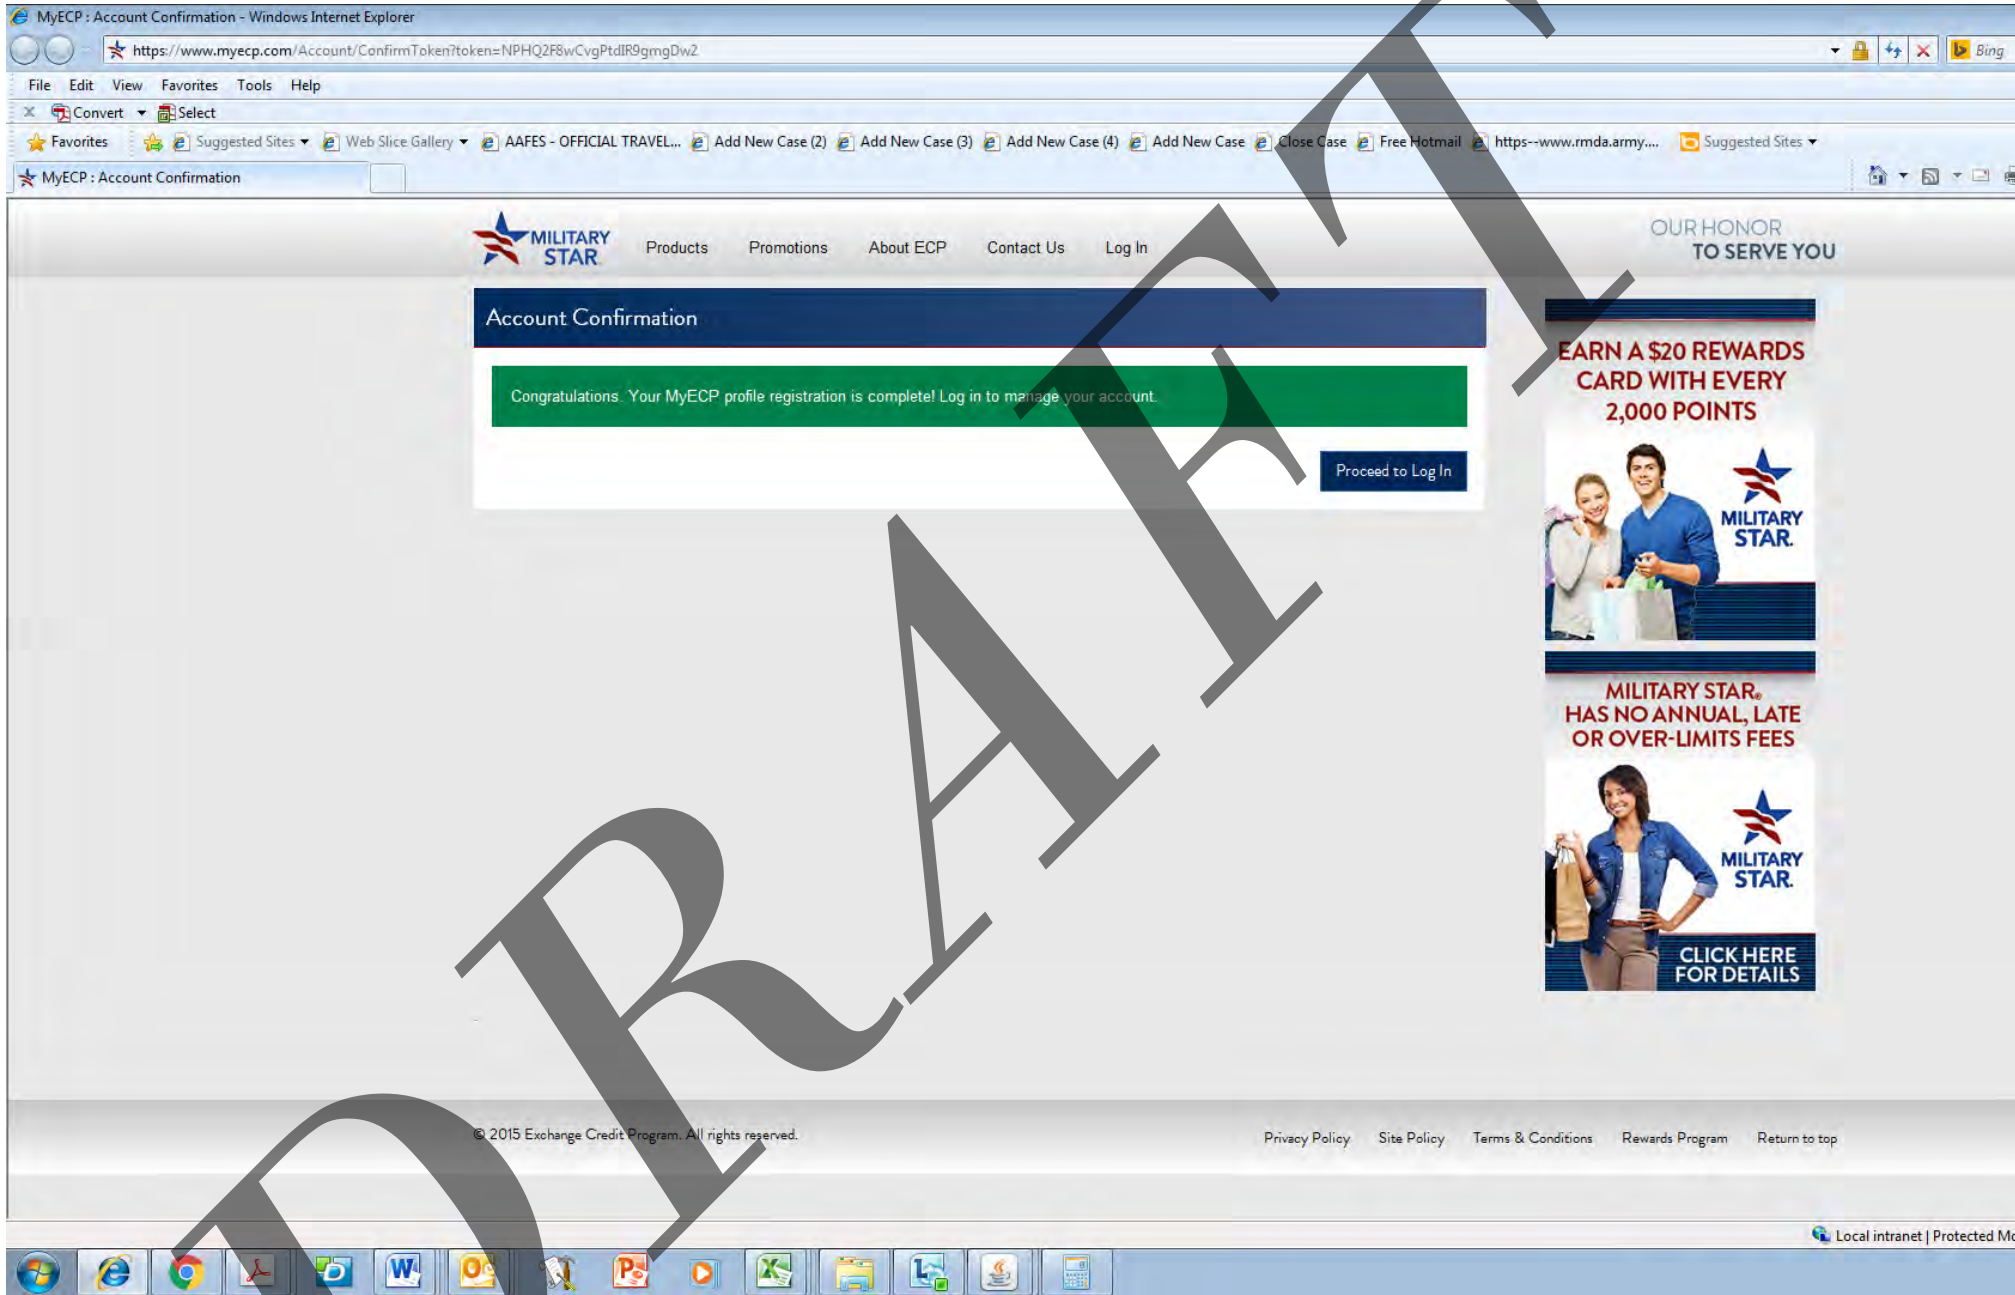 MyECP : Account Confirmation - Windows Internet Explorer
https://www.myecp.com/Account/ConfirmToken?token=NPHQ2F8wCvgPtdIR9gmgDw2
Bing
File Edit View Favorites Tools Help
Convert Select
Favorites Suggested Sites Web Slice Gallery AAFES - OFFICIAL TRAVEL... Add New Case (2) Add New Case (3) Add New Case (4) Add New Case Close Case Free Hotmail https--www.rmda.army.... Suggested Sites
MyECP : Account Confirmation
MILITARY
STAR
Products Promotions About ECP Contact Us Log In
OUR HONOR
TO SERVE YOU
Account Confirmation
Congratulations. Your MyECP profile registration is complete! Log in to manage your account.
Proceed to Log In
EARN A $20 REWARDS
CARD WITH EVERY
2,000 POINTS
MILITARY
STAR.
MILITARY STAR®
HAS NO ANNUAL, LATE
OR OVER-LIMITS FEES
MILITARY
STAR.
CLICK HERE
FOR DETAILS
DRAFT
© 2015 Exchange Credit Program. All rights reserved.
Privacy Policy Site Policy Terms & Conditions Rewards Program Return to top
Local intranet | Protected Mo